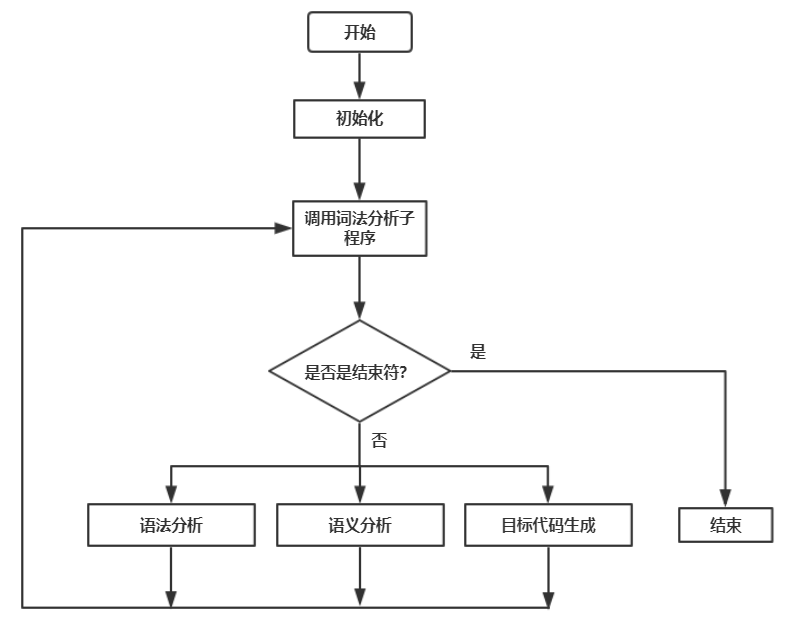 开始
初始化
调用词法分析子
程序
是否是结束符?
是
否
语法分析
语义分析
目标代码生成
结束